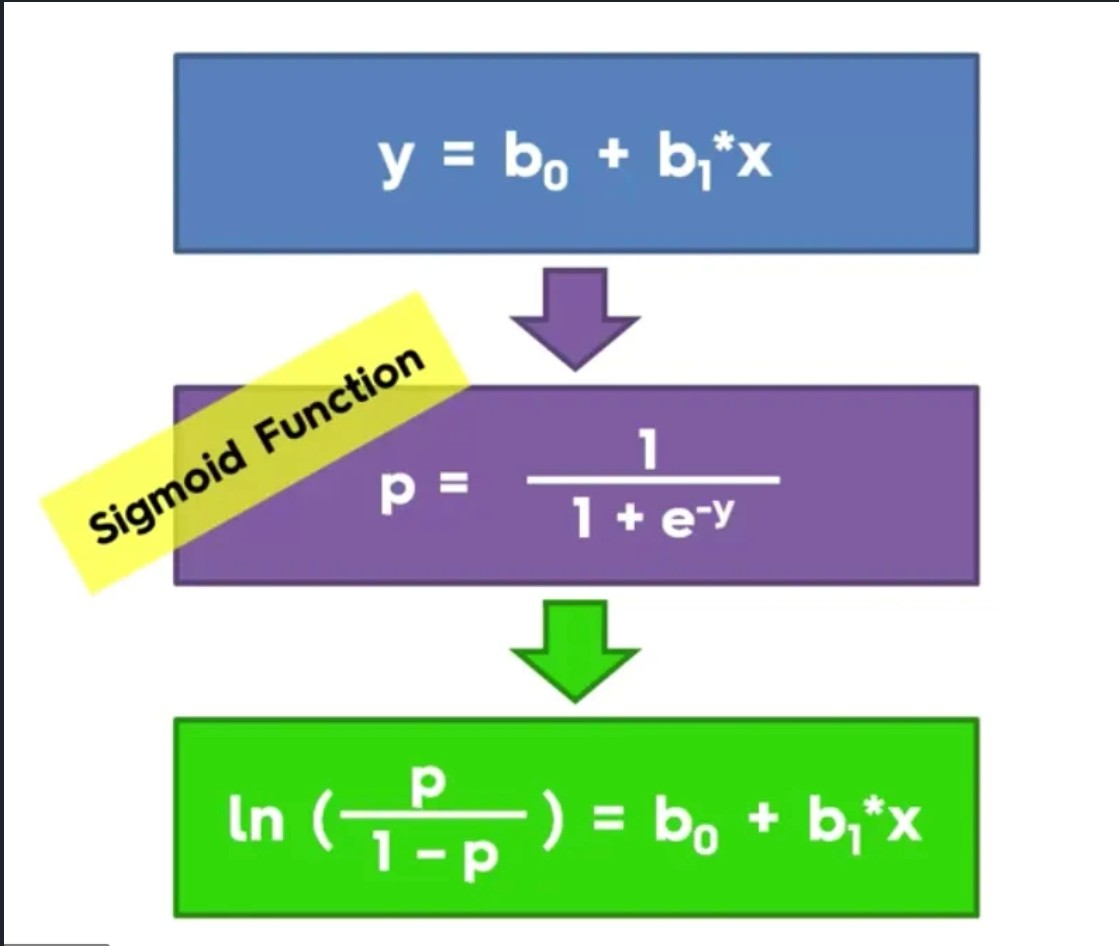 y = b₀ + b₁*x
Sigmoid Function
p = 1 / 1 + e⁻ʸ
ln ( p / 1 - p ) = b₀ + b₁*x